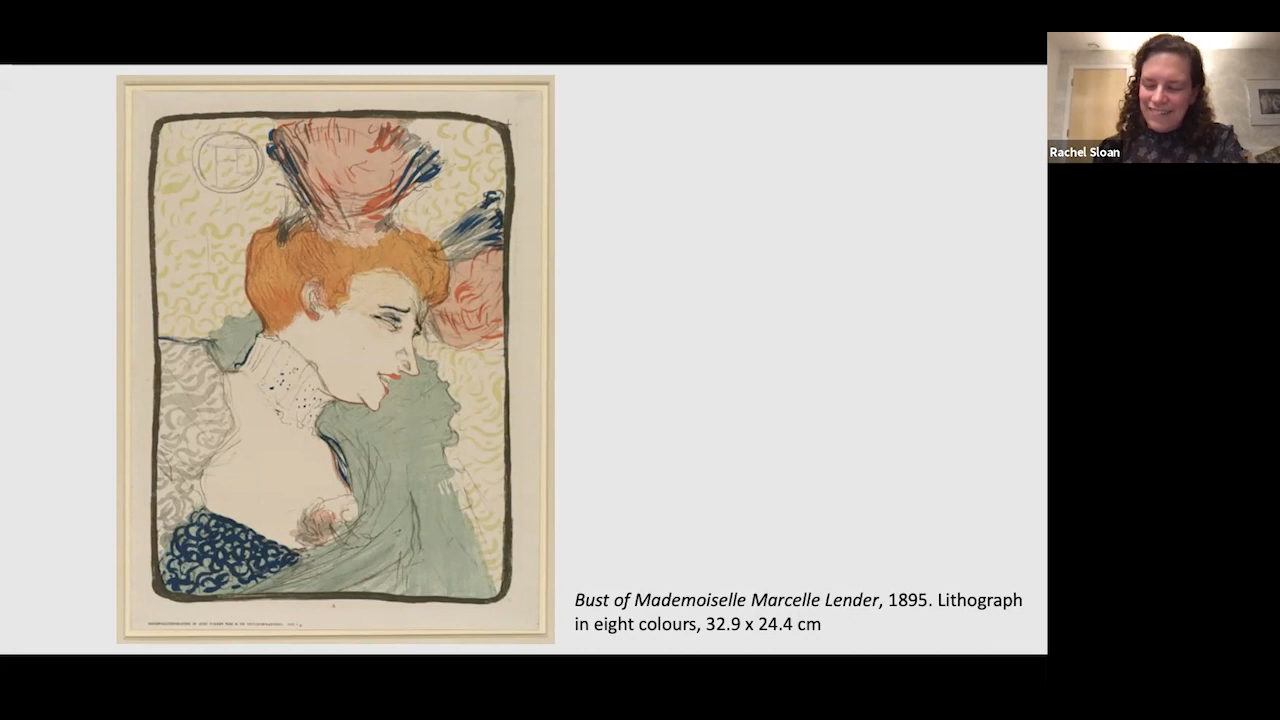 Rachel Sloan
Bust of Mademoiselle Marcelle Lender, 1895. Lithograph
in eight colours, 32.9 x 24.4 cm